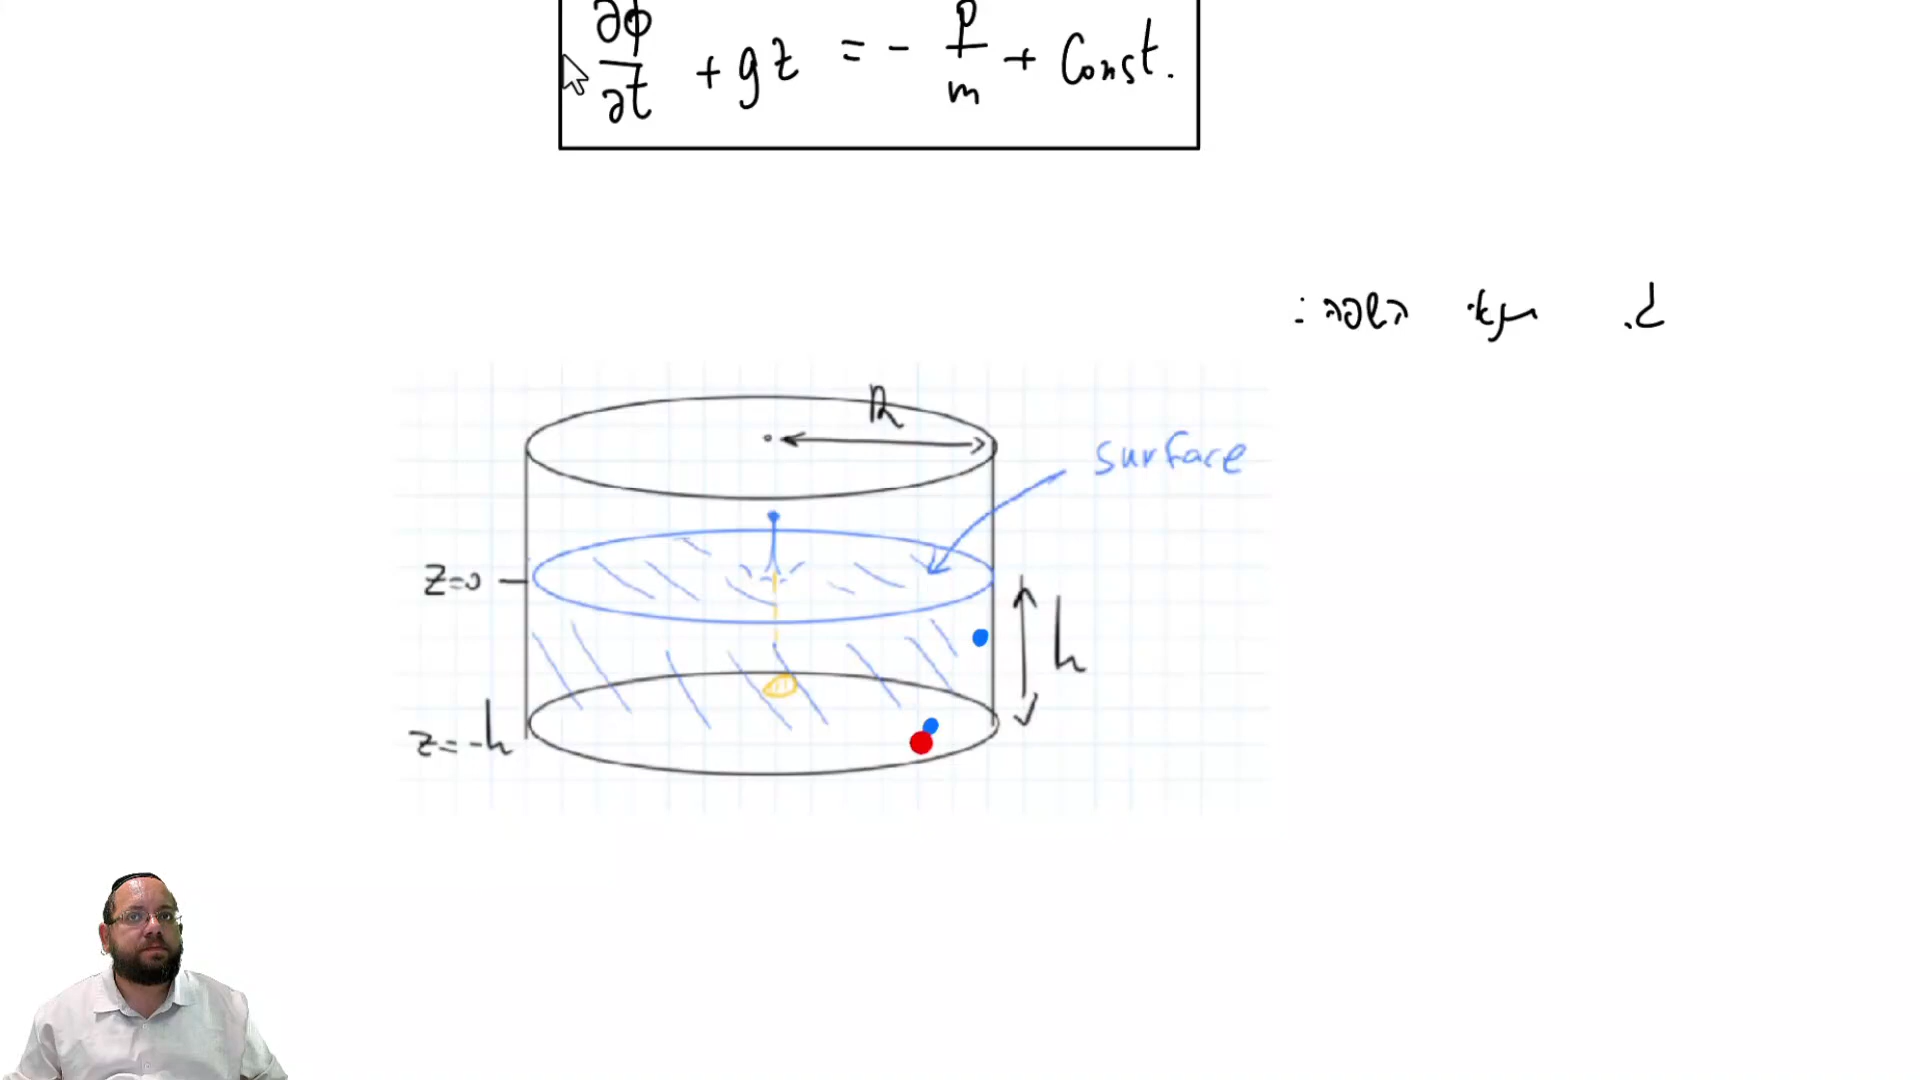 ∂φ/∂t + gz = - p/m + Const.
ג. תנאי השפה :
R
surface
z=0
h
z=-h